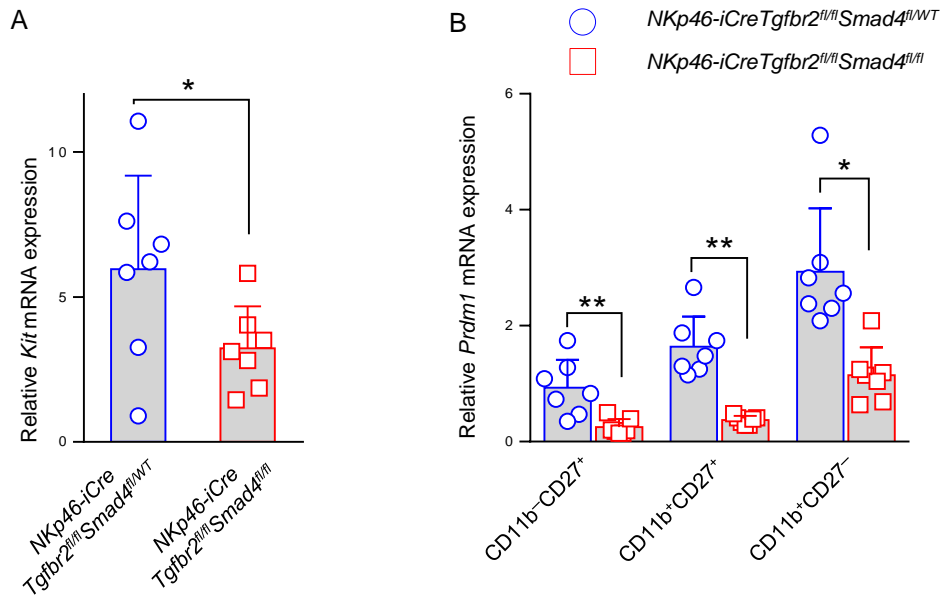 A
B
NKp46-iCreTgfbr2fl/flSmad4fl/WT
NKp46-iCreTgfbr2fl/flSmad4fl/fl
Relative Kit mRNA expression
10
5
0
*
NKp46-iCre
Tgfbr2fl/flSmad4fl/WT
NKp46-iCre
Tgfbr2fl/flSmad4fl/fl
Relative Prdm1 mRNA expression
6
4
2
0
**
**
*
CD11b–CD27+
CD11b+CD27+
CD11b+CD27–